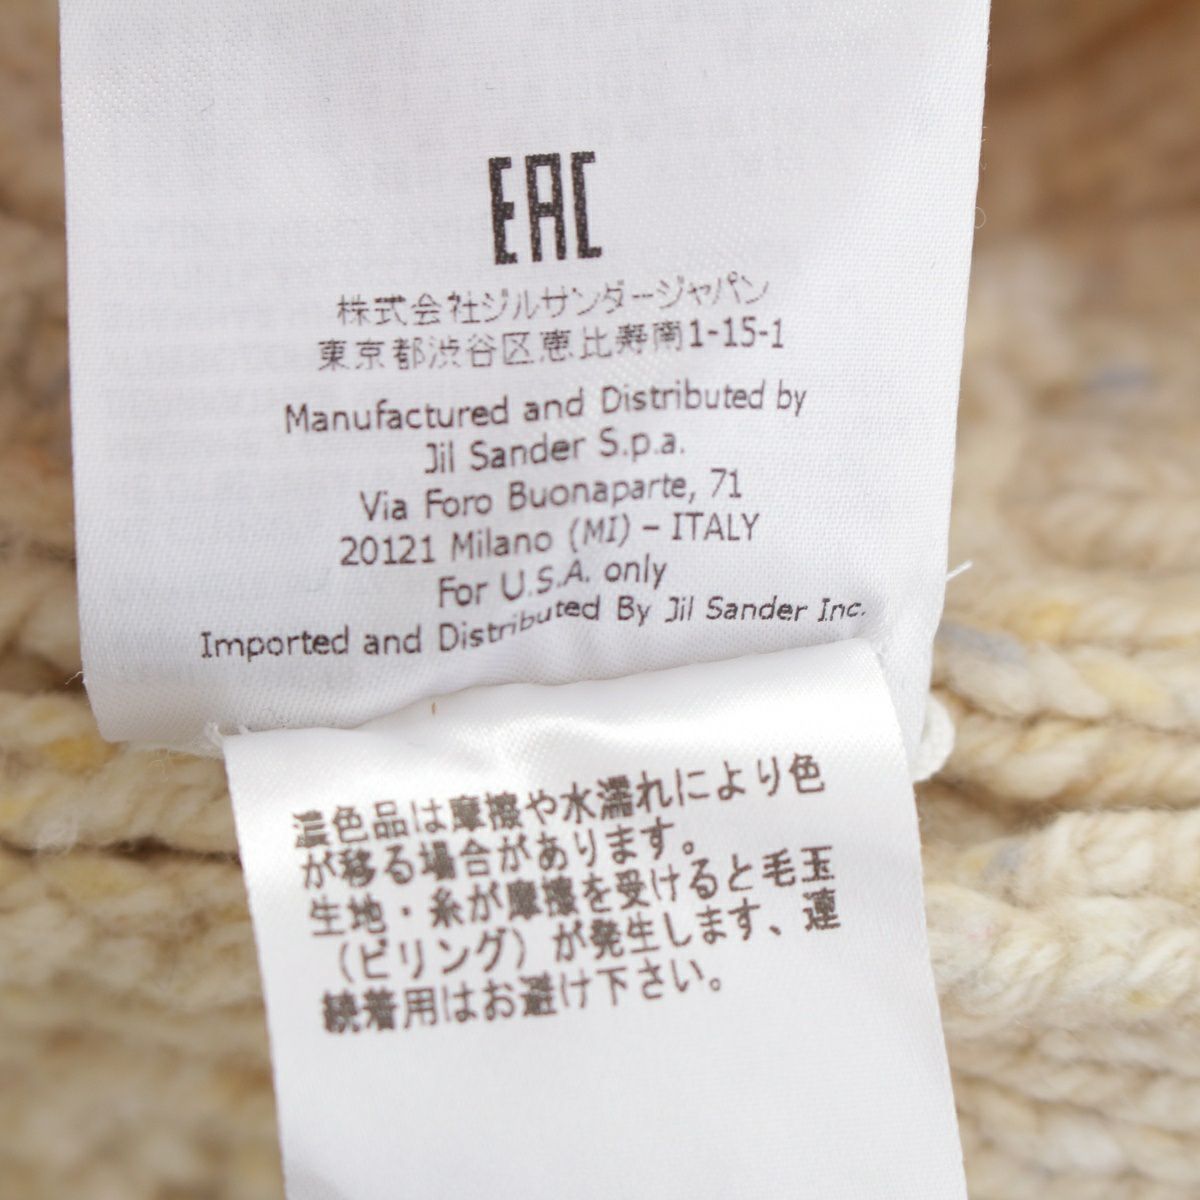 EAC
株式会社ジルサンダージャパン
東京都渋谷区恵比寿南1-15-1
Manufactured and Distributed by
Jil Sander S.p.a.
Via Foro Buonaparte, 71
20121 Milano (MI) – ITALY
For U.S.A. only
Imported and Distributed By Jil Sander Inc.
濃色品は摩擦や水濡れにより色
が移る場合があります。
生地・糸が摩擦を受けると毛玉
（ピリング）が発生します、連
続着用はお避け下さい。